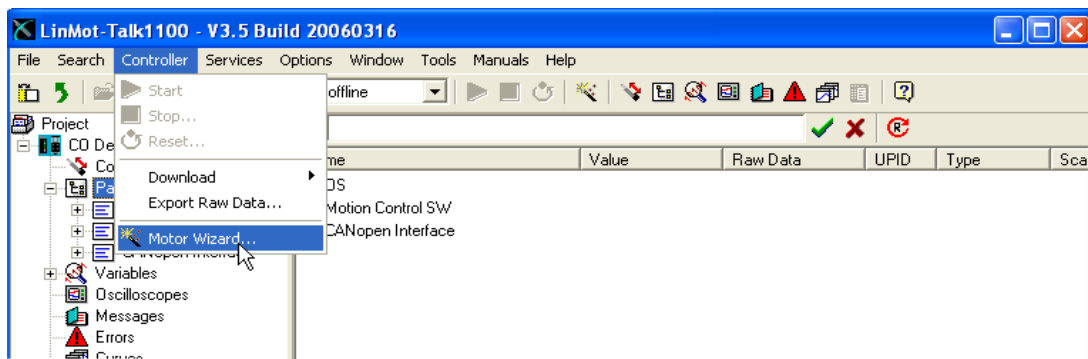 LinMot-Talk1100 - V3.5 Build 20060316
File Search Controller Services Options Window Tools Manuals Help
Start
Stop...
Reset...
Download
Export Raw Data...
Motor Wizard...
offline
Project
CO De
Co
Pa
Variables
Oscilloscopes
Messages
Errors
me Value Raw Data UPID Type Sca
OS
Motion Control SW
CANopen Interface